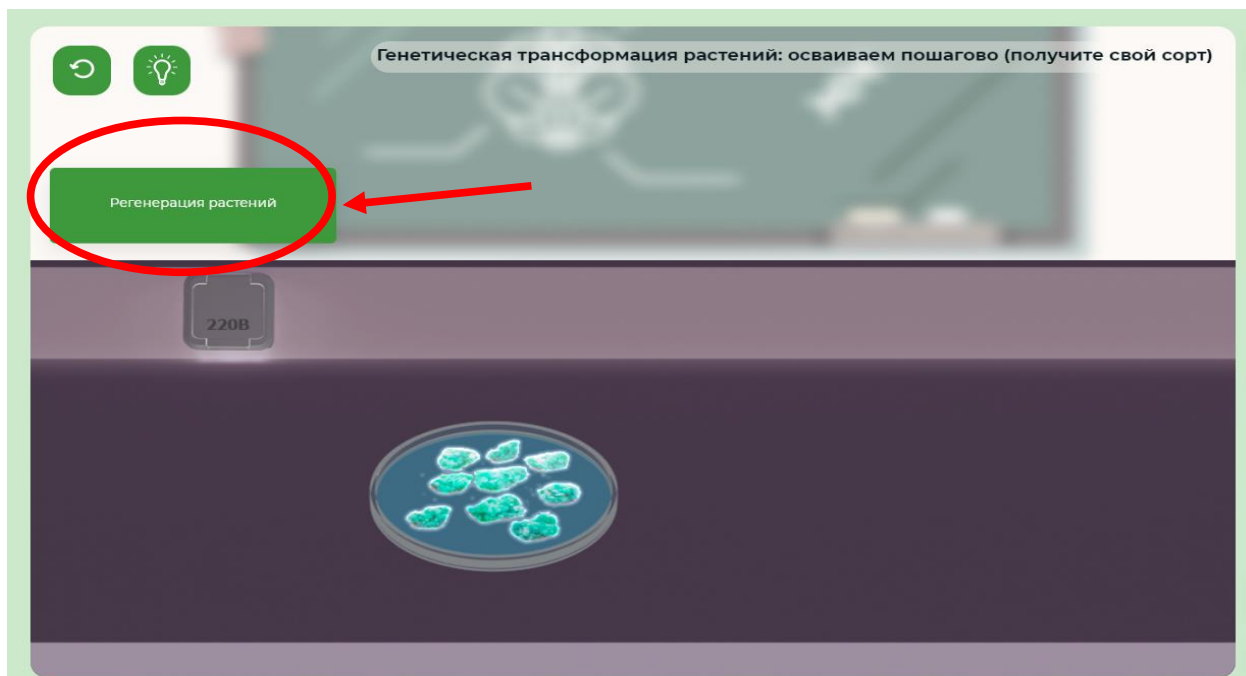 Генетическая трансформация растений: осваиваем пошагово (получите свой сорт)
Регенерация растений
220В